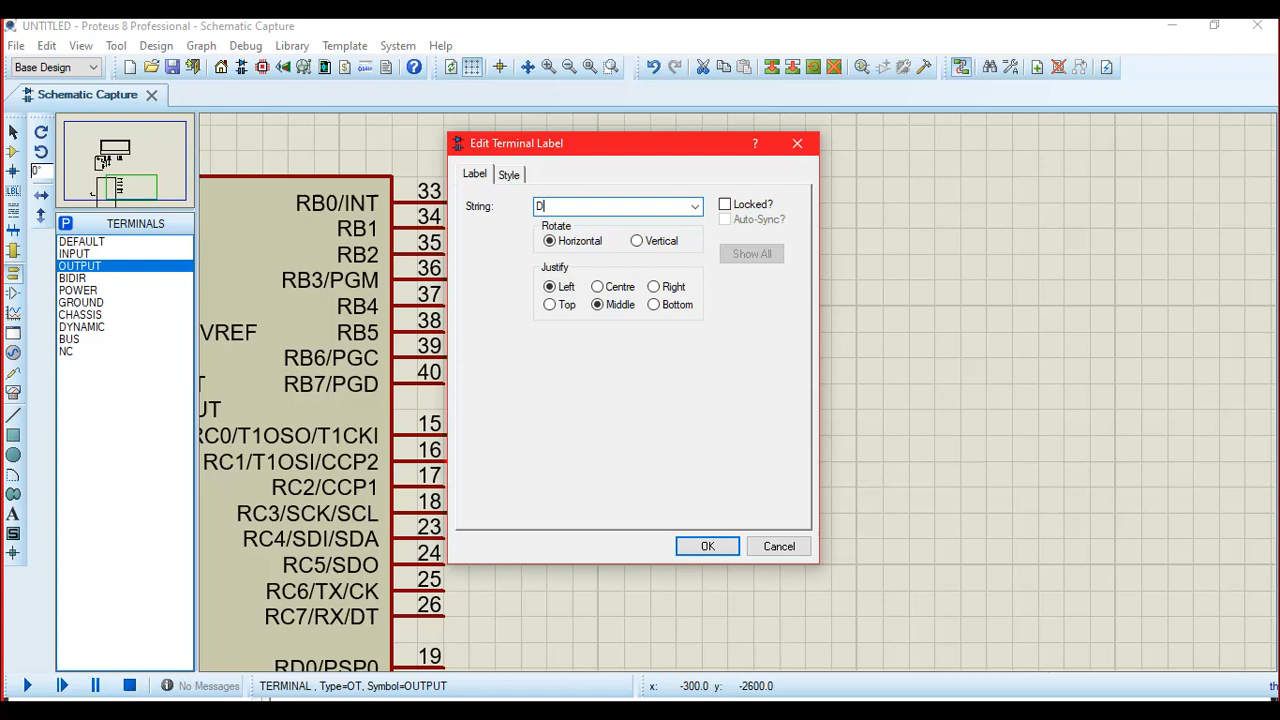 UNTITLED - Proteus 8 Professional - Schematic Capture
File Edit View Tool Design Graph Debug Library Template System Help
Base Design
Schematic Capture
0°
LBL
P TERMINALS
DEFAULT
INPUT
OUTPUT
BIDIR
POWER
GROUND
CHASSIS
DYNAMIC
BUS
NC
A
S
RB0/INT 33
RB1 34
RB2 35
RB3/PGM 36
RB4 37
VREF RB5 38
RB6/PGC 39
RB7/PGD 40
UT
RC0/T1OSO/T1CKI 15
RC1/T1OSI/CCP2 16
RC2/CCP1 17
RC3/SCK/SCL 18
RC4/SDI/SDA 23
RC5/SDO 24
RC6/TX/CK 25
RC7/RX/DT 26
RD0/PSP0 19
Edit Terminal Label ?
Label Style
String: D
Locked?
Auto-Sync?
Show All
Rotate
Horizontal Vertical
Justify
Left Centre Right
Top Middle Bottom
OK Cancel
No Messages TERMINAL , Type=OT, Symbol=OUTPUT x: -300.0 y: -2600.0 th